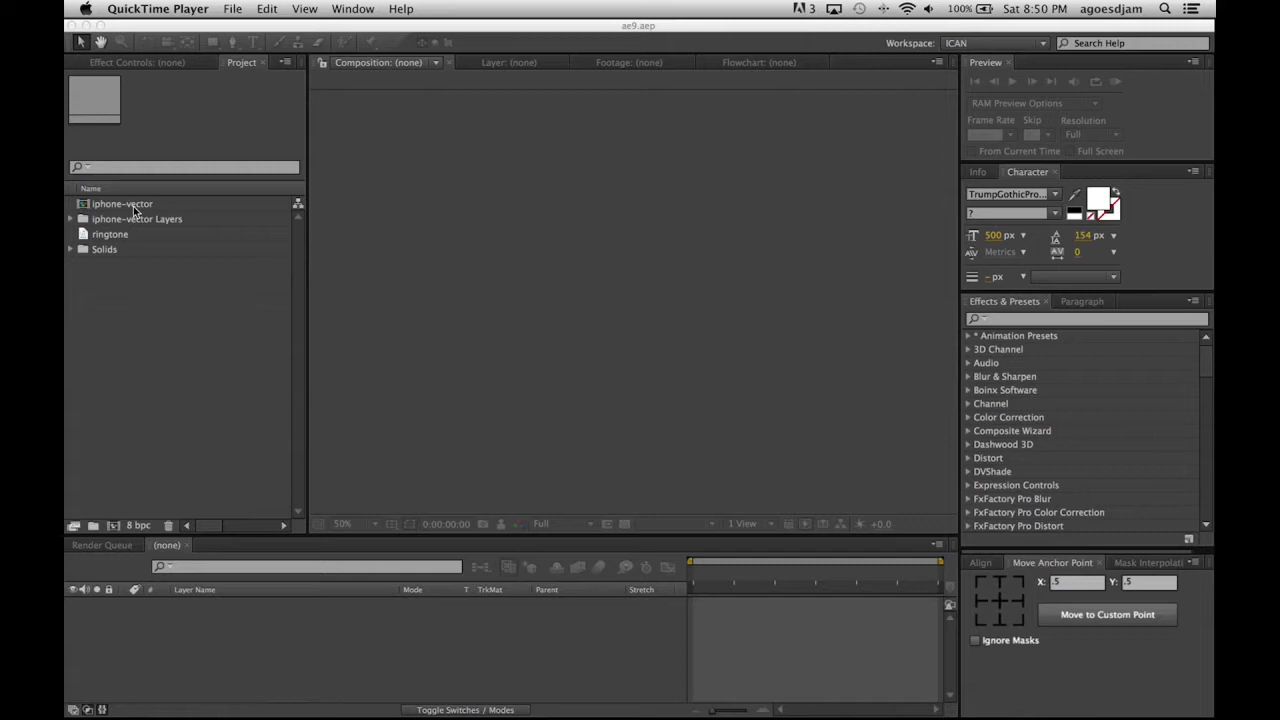 QuickTime Player File Edit View Window Help 3 100% Sat 8:50 PM agoesdjam
ae9.aep
Workspace: ICAN Search Help
Effect Controls: (none) Project Composition: (none) Layer: (none) Footage: (none) Flowchart: (none) Preview
RAM Preview Options
Frame Rate Skip Resolution
Full
From Current Time Full Screen
Info Character
Name
TrumpGothicPro...
iphone-vector
?
iphone-vector Layers
ringtone
500 px 154 px
Solids
Metrics 0
- px
Effects & Presets Paragraph
* Animation Presets
3D Channel
Audio
Blur & Sharpen
Boinx Software
Channel
Color Correction
Composite Wizard
Dashwood 3D
Distort
DVShade
Expression Controls
FxFactory Pro Blur
FxFactory Pro Color Correction
FxFactory Pro Distort
8 bpc 50% 0:00:00:00 Full 1 View +0.0
Render Queue (none)
Align Move Anchor Point Mask Interpolati
X: .5 Y: .5
# Layer Name Mode T TrkMat Parent Stretch
Move to Custom Point
Ignore Masks
Toggle Switches / Modes